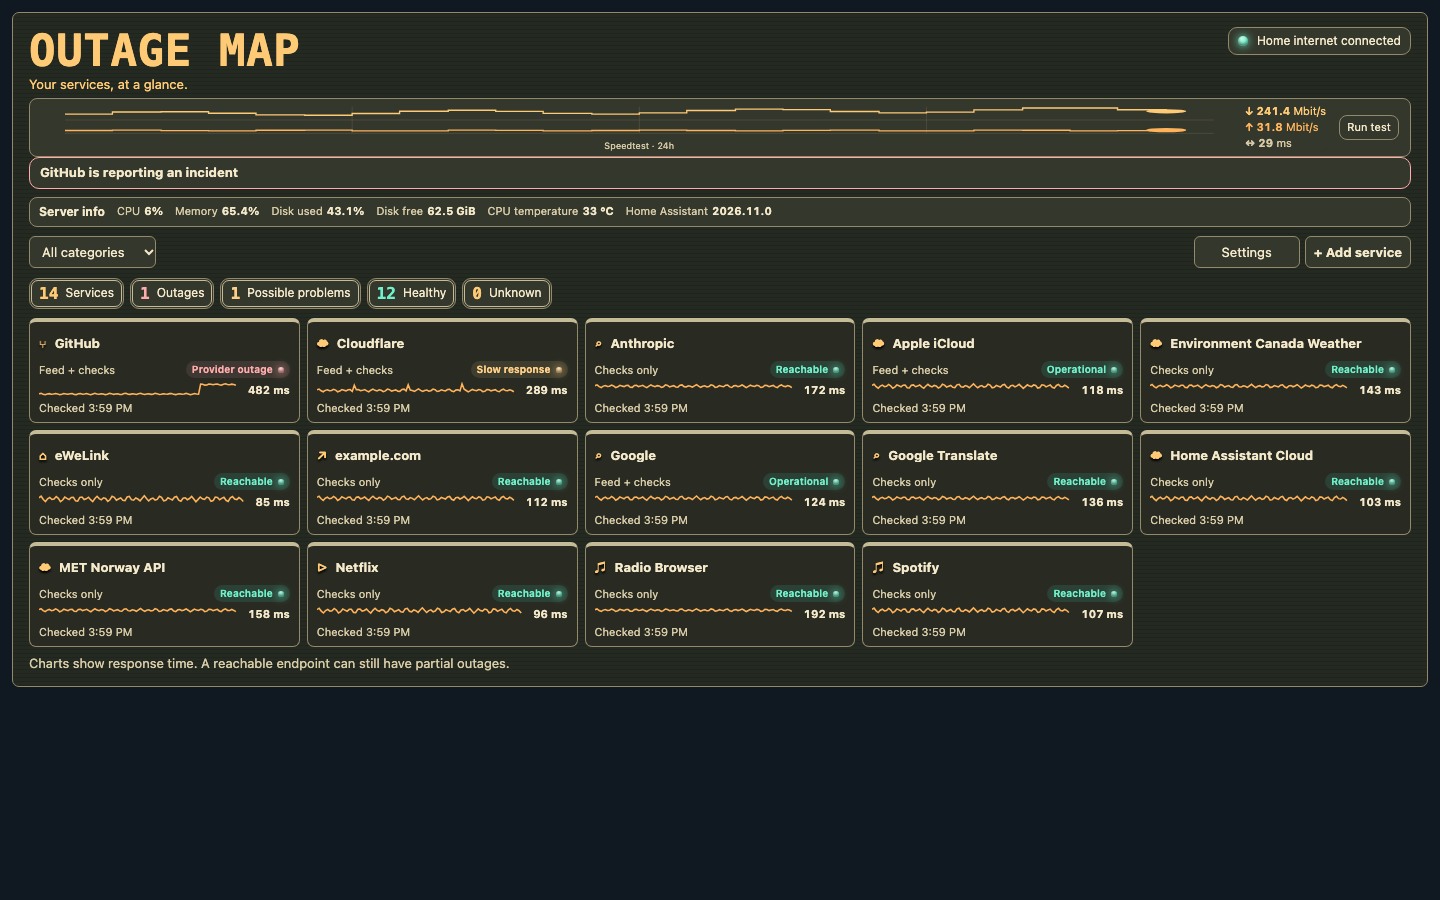 OUTAGE MAP
Home internet connected
Your services, at a glance.
↓ 241.4 Mbit/s
↑ 31.8 Mbit/s
↔ 29 ms
Run test
Speedtest · 24h
GitHub is reporting an incident
Server info CPU 6% Memory 65.4% Disk used 43.1% Disk free 62.5 GiB CPU temperature 33 °C Home Assistant 2026.11.0
All categories
Settings
+ Add service
14 Services
1 Outages
1 Possible problems
12 Healthy
0 Unknown
GitHub
Feed + checks
Provider outage
482 ms
Checked 3:59 PM
Cloudflare
Feed + checks
Slow response
289 ms
Checked 3:59 PM
Anthropic
Checks only
Reachable
172 ms
Checked 3:59 PM
Apple iCloud
Feed + checks
Operational
118 ms
Checked 3:59 PM
Environment Canada Weather
Checks only
Reachable
143 ms
Checked 3:59 PM
eWeLink
Checks only
Reachable
85 ms
Checked 3:59 PM
example.com
Checks only
Reachable
112 ms
Checked 3:59 PM
Google
Feed + checks
Operational
124 ms
Checked 3:59 PM
Google Translate
Checks only
Reachable
136 ms
Checked 3:59 PM
Home Assistant Cloud
Checks only
Reachable
103 ms
Checked 3:59 PM
MET Norway API
Checks only
Reachable
158 ms
Checked 3:59 PM
Netflix
Checks only
Reachable
96 ms
Checked 3:59 PM
Radio Browser
Checks only
Reachable
192 ms
Checked 3:59 PM
Spotify
Checks only
Reachable
107 ms
Checked 3:59 PM
Charts show response time. A reachable endpoint can still have partial outages.